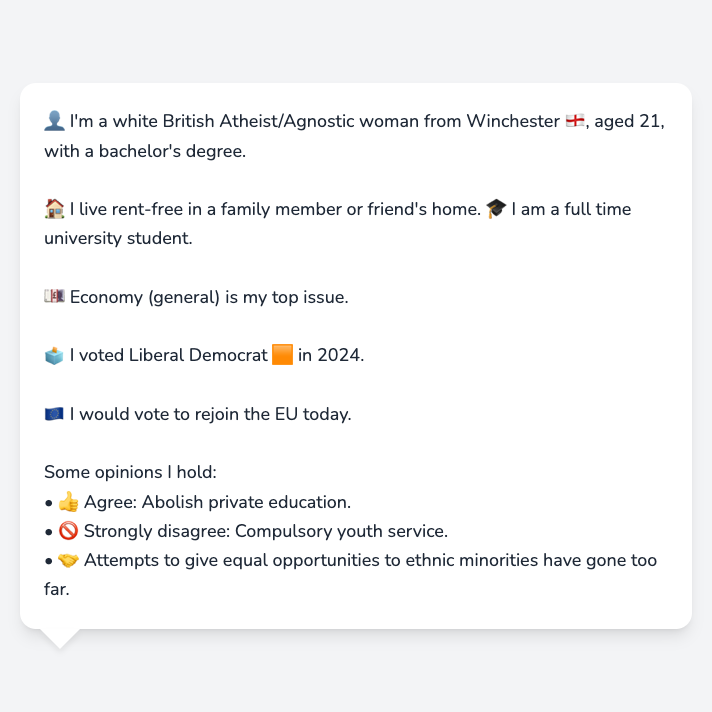 👤 I'm a white British Atheist/Agnostic woman from Winchester 🏴󠁧󠁢󠁥󠁮󠁧󠁿, aged 21,
with a bachelor's degree.
🏠 I live rent-free in a family member or friend's home. 🎓 I am a full time
university student.
💷 Economy (general) is my top issue.
🗳️ I voted Liberal Democrat 🟧 in 2024.
🇪🇺 I would vote to rejoin the EU today.
Some opinions I hold:
• 👍 Agree: Abolish private education.
• 🚫 Strongly disagree: Compulsory youth service.
• 🤝 Attempts to give equal opportunities to ethnic minorities have gone too
far.